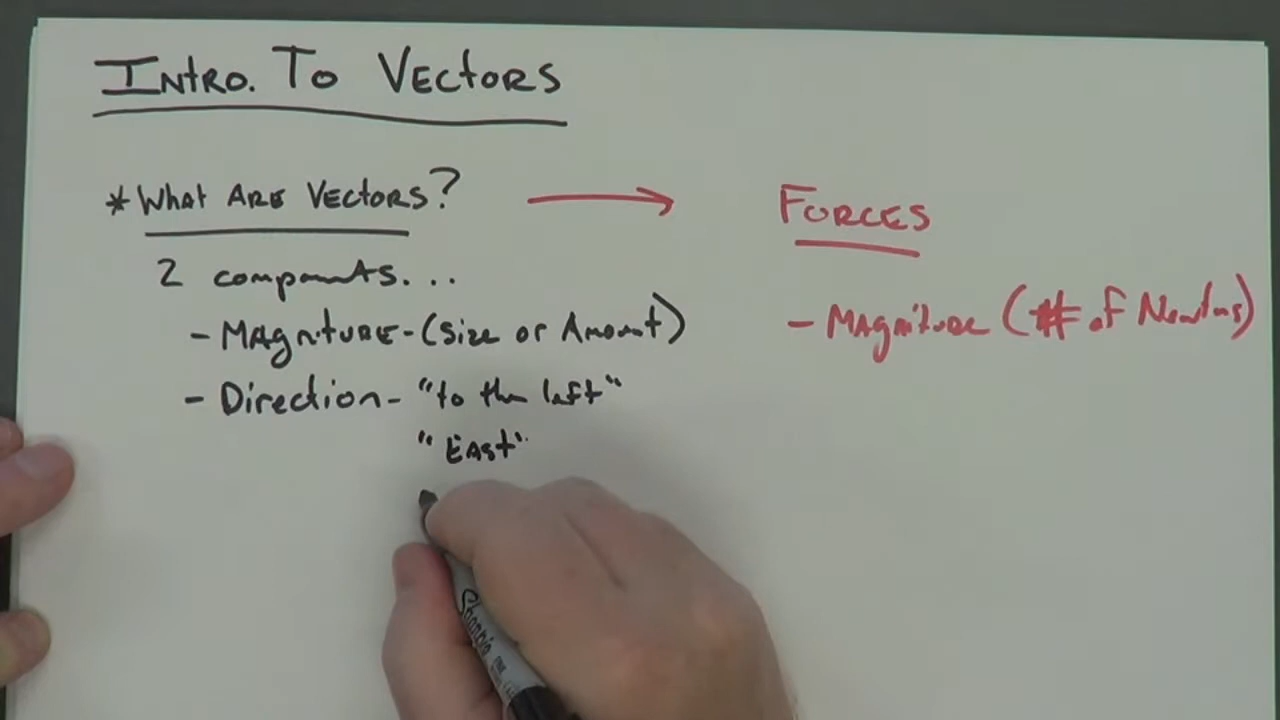 INTRO. TO VECTORS
* WHAT ARE VECTORS?
2 components...
- MAGNITUDE - (Size or Amount)
- Direction - "to the left"
"EAST"
FORCES
- MAGNITUDE (# of Newtons)
Sharpie